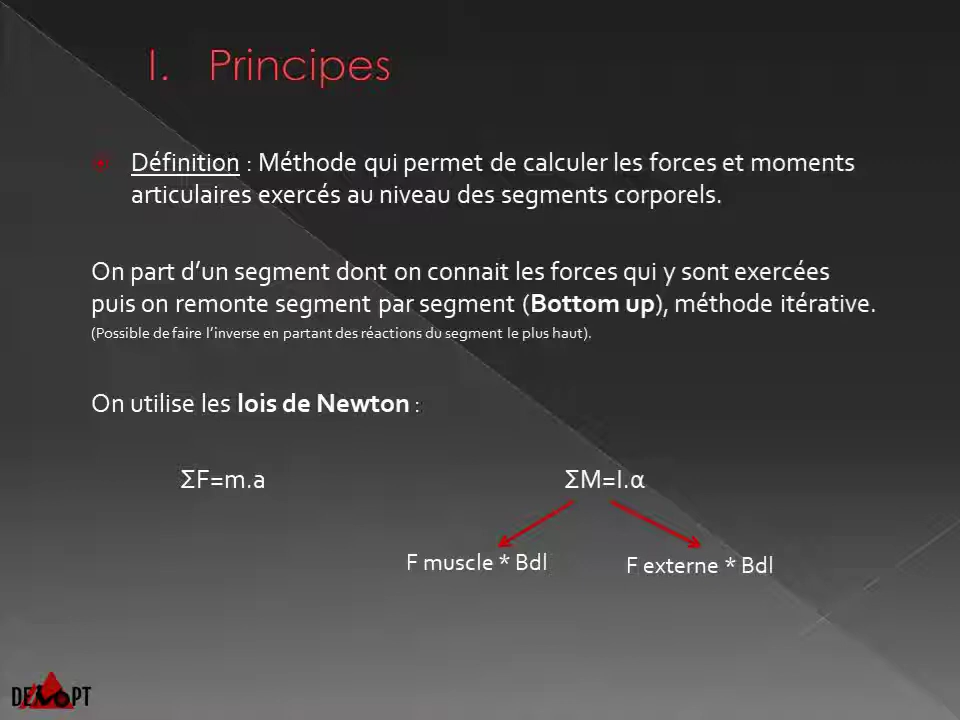 I. Principes
Définition : Méthode qui permet de calculer les forces et moments
articulaires exercés au niveau des segments corporels.
On part d’un segment dont on connait les forces qui y sont exercées
puis on remonte segment par segment (Bottom up), méthode itérative.
(Possible de faire l’inverse en partant des réactions du segment le plus haut).
On utilise les lois de Newton :
ΣF=m.a ΣM=I.α
F muscle * Bdl F externe * Bdl